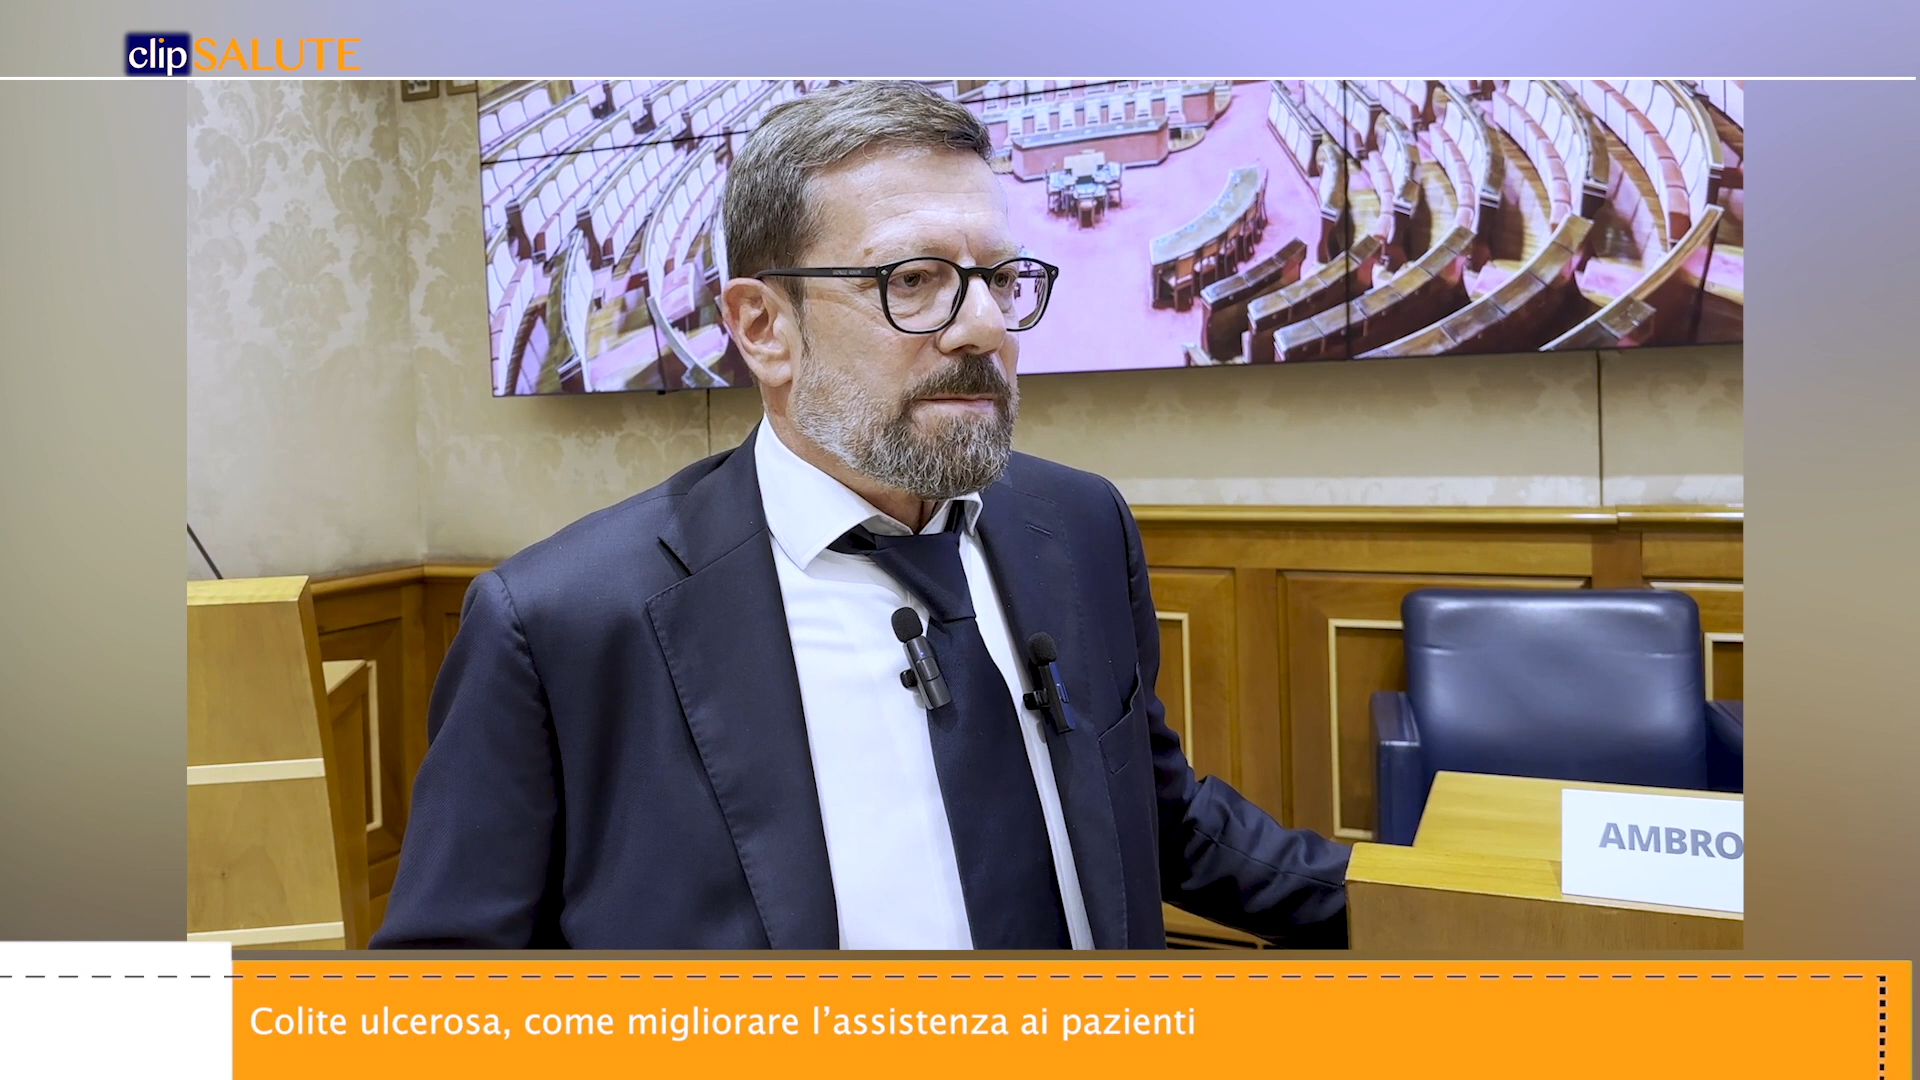 clipSALUTE
AMBRO
Colite ulcerosa, come migliorare l'assistenza ai pazienti